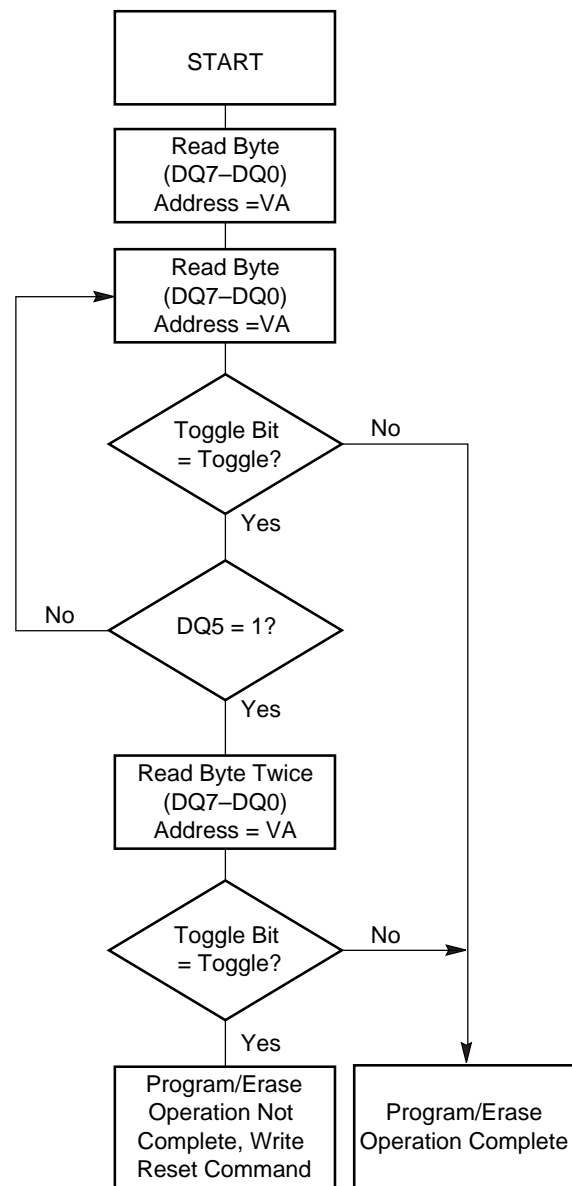 START
Read Byte
(DQ7–DQ0)
Address =VA
Read Byte
(DQ7–DQ0)
Address =VA
Toggle Bit
= Toggle?
No
Yes
No
DQ5 = 1?
Yes
Read Byte Twice
(DQ7–DQ0)
Address = VA
Toggle Bit
= Toggle?
No
Yes
Program/Erase
Operation Not
Complete, Write
Reset Command
Program/Erase
Operation Complete